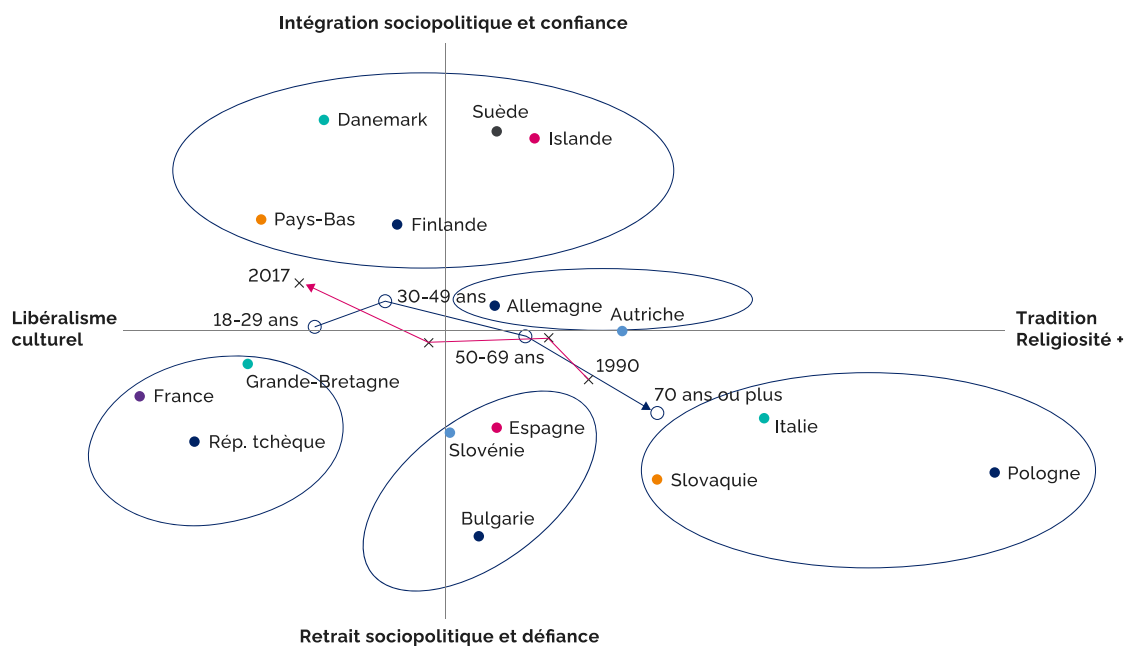 Intégration sociopolitique et confiance
Danemark
Suède
Islande
Pays-Bas
Finlande
2017
30-49 ans
Allemagne
18-29 ans
Autriche
Libéralisme
culturel
Tradition
Religiosité +
50-69 ans
1990
Grande-Bretagne
70 ans ou plus
France
Italie
Espagne
Rép. tchèque
Slovénie
Slovaquie
Pologne
Bulgarie
Retrait sociopolitique et défiance